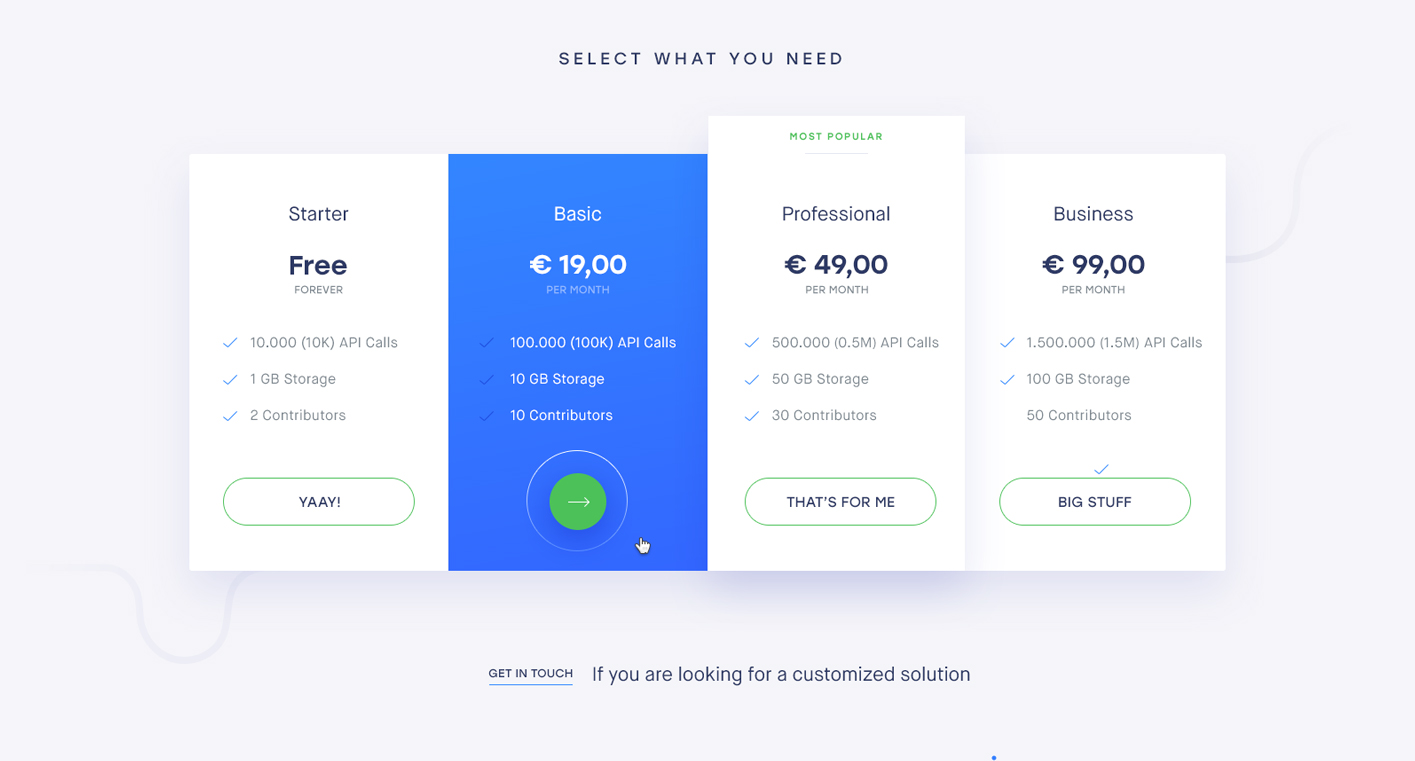 SELECT WHAT YOU NEED
MOST POPULAR
Starter
Free
FOREVER
10.000 (10K) API Calls
1 GB Storage
2 Contributors
YAAY!
Basic
€ 19,00
PER MONTH
100.000 (100K) API Calls
10 GB Storage
10 Contributors
Professional
€ 49,00
PER MONTH
500.000 (0.5M) API Calls
50 GB Storage
30 Contributors
THAT’S FOR ME
Business
€ 99,00
PER MONTH
1.500.000 (1.5M) API Calls
100 GB Storage
50 Contributors
BIG STUFF
GET IN TOUCH If you are looking for a customized solution